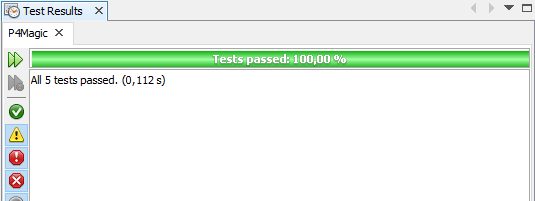 Test Results
P4Magic
Tests passed: 100,00 %
All 5 tests passed. (0,112 s)